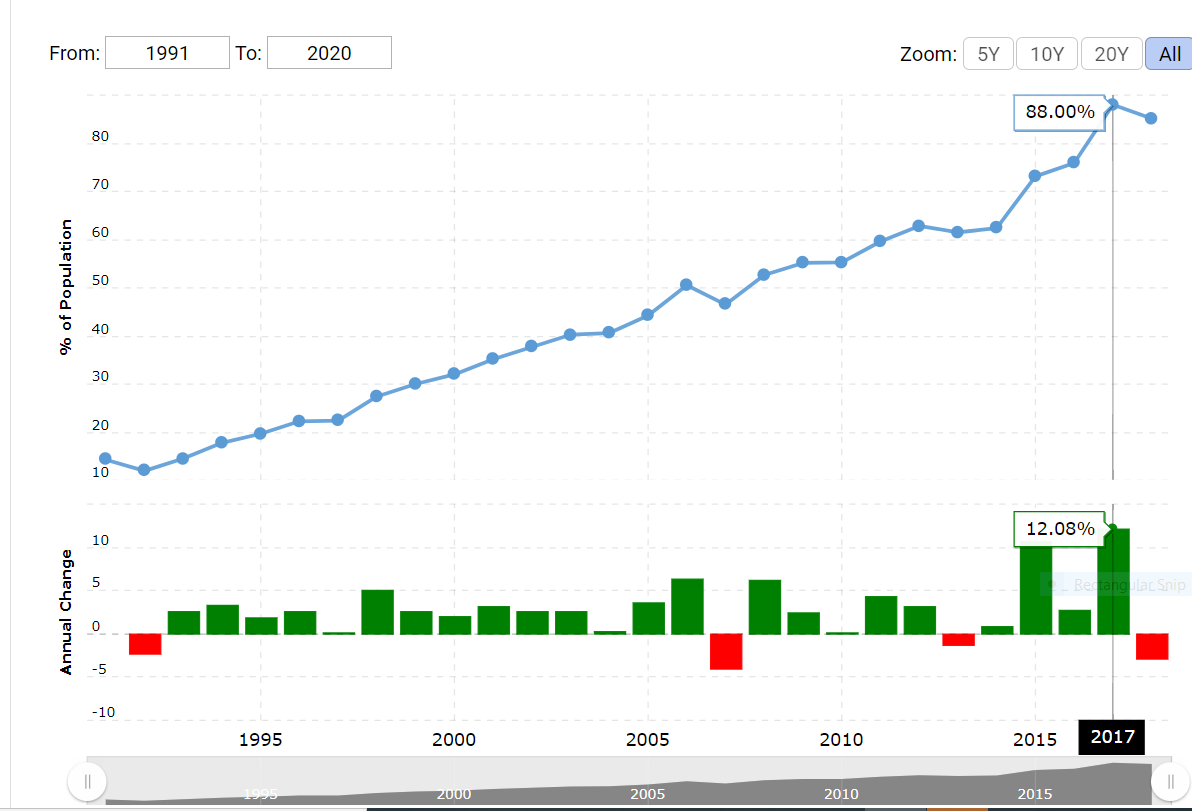 From: 1991 To: 2020 Zoom: 5Y 10Y 20Y All
88.00%
80
70
60
50
40
30
20
10
% of Population
12.08%
10
5
0
-5
-10
Annual Change
Rectangular Snip
1995 2000 2005 2010 2015 2017
1995 2000 2005 2010 2015